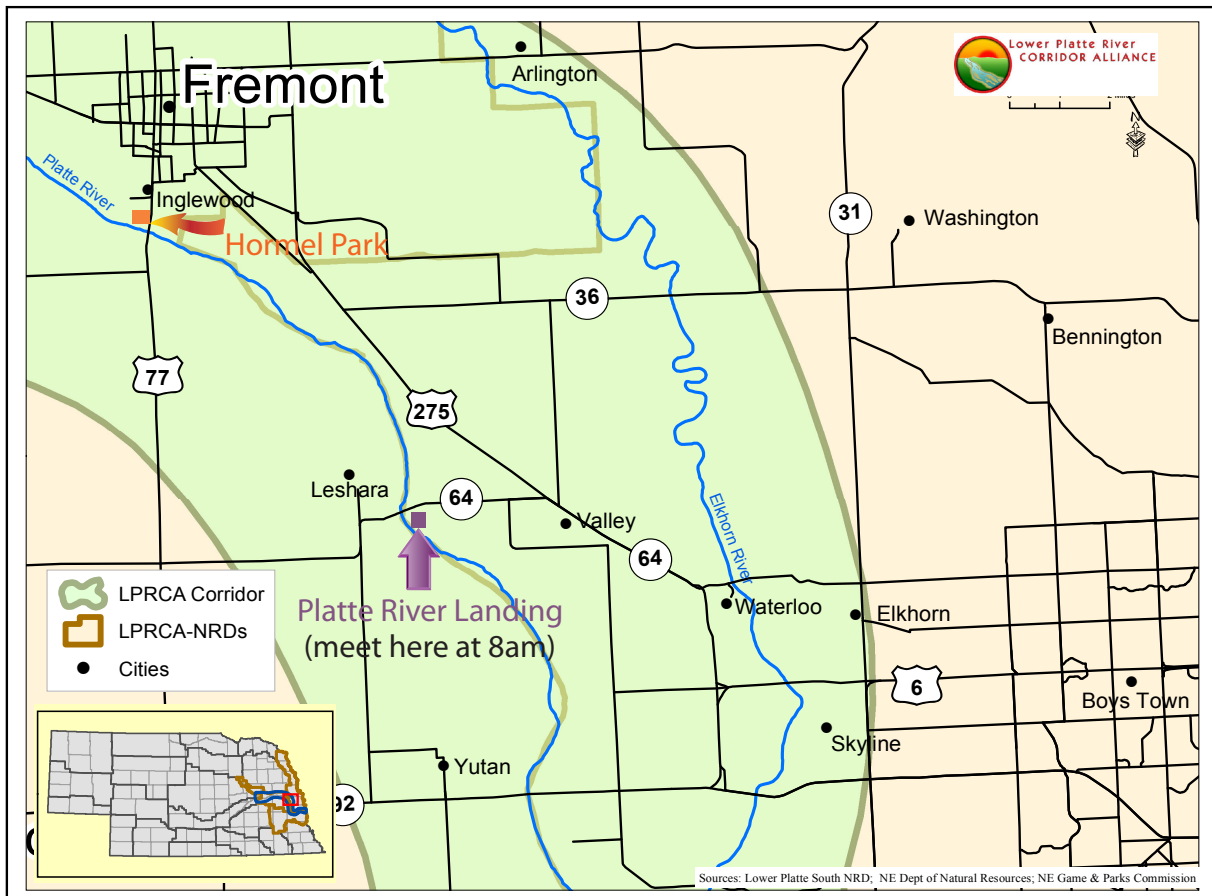 Lower Platte River
CORRIDOR ALLIANCE
2 Miles
N
Arlington
Fremont
Platte River
Inglewood
Hormel Park
31
Washington
36
Bennington
77
275
Leshara
64
Valley
Elkhorn River
64
Platte River Landing
(meet here at 8am)
Waterloo
Elkhorn
6
Boys Town
Skyline
Yutan
92
LPRCA Corridor
LPRCA-NRDs
Cities
Sources: Lower Platte South NRD; NE Dept of Natural Resources; NE Game & Parks Commission